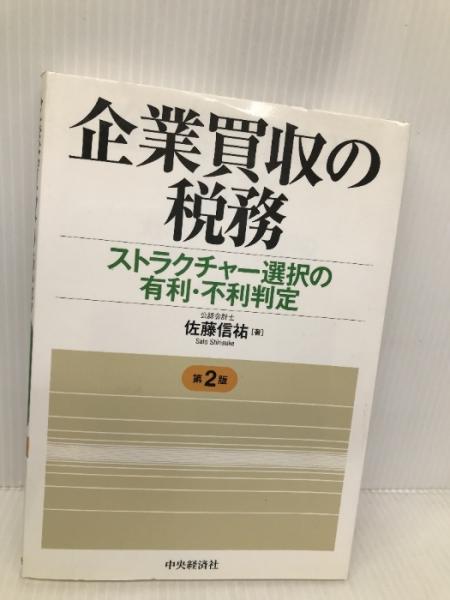 企業買収の
税務
ストラクチャー選択の
有利・不利判定
公認会計士
佐藤信祐[著]
Sato Shinsuke
第2版
中央経済社